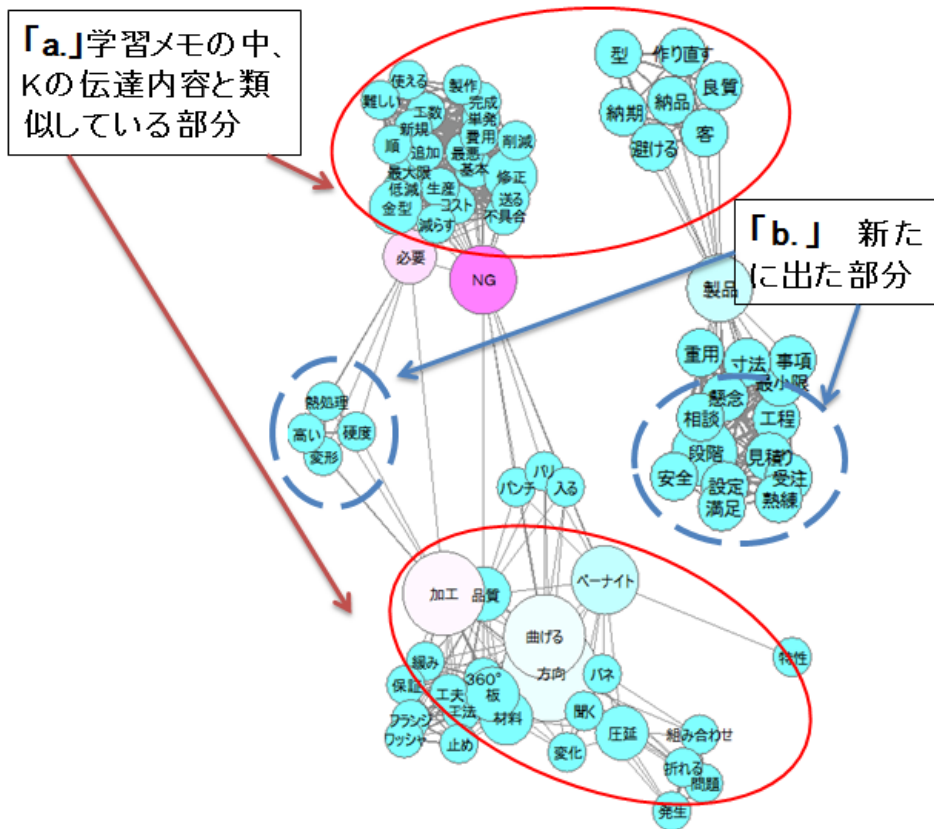 「a.」学習メモの中、
Kの伝達内容と類
似している部分
「b.」 新た
に出た部分
使える
製作
難しい
完成
工数
単発
新規
費用
削減
順
追加
最悪
基本
最大限
修正
低減
生産
金型
コスト
送る
減らす
不具合
必要
NG
型
作り直す
良質
納期
納品
避ける
客
製品
重用
寸法
事項
最小限
懸念
相談
工程
段階
見積り
安全
設定
受注
満足
熟練
熱処理
高い
硬度
変形
バリ
パンチ
入る
加工
品質
ベーナイト
曲げる
方向
バネ
特性
緩み
360°
保証
工夫
板
フランジ
工法
材料
聞く
圧延
組み合わせ
ワッシャ
止め
変化
折れる
問題
発生